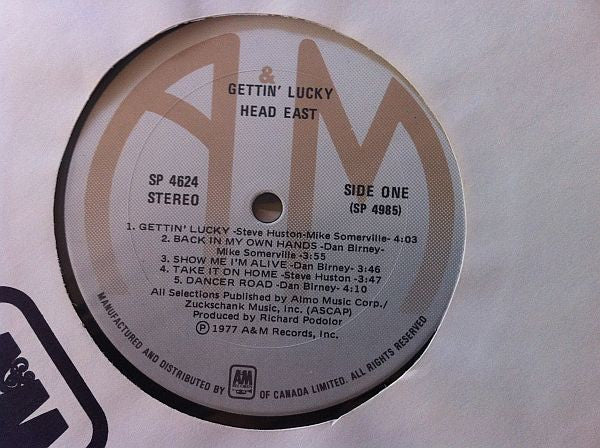 A&M
GETTIN' LUCKY
HEAD EAST
SP 4624
STEREO
SIDE ONE
(SP 4985)
1. GETTIN' LUCKY -Steve Huston-Mike Somerville- 4:03
2. BACK IN MY OWN HANDS -Dan Birney-
Mike Somerville -3:55
3. SHOW ME I'M ALIVE -Dan Birney- 3:46
4. TAKE IT ON HOME -Steve Huston -3:47
5. DANCER ROAD -Dan Birney- 4:10
All Selections Published by Almo Music Corp./
Zuckschank Music, Inc. (ASCAP)
Produced by Richard Podolor
Ⓟ 1977 A&M Records, Inc.
MANUFACTURED AND DISTRIBUTED BY A&M RECORDS OF CANADA LIMITED. ALL RIGHTS RESERVED
A&M